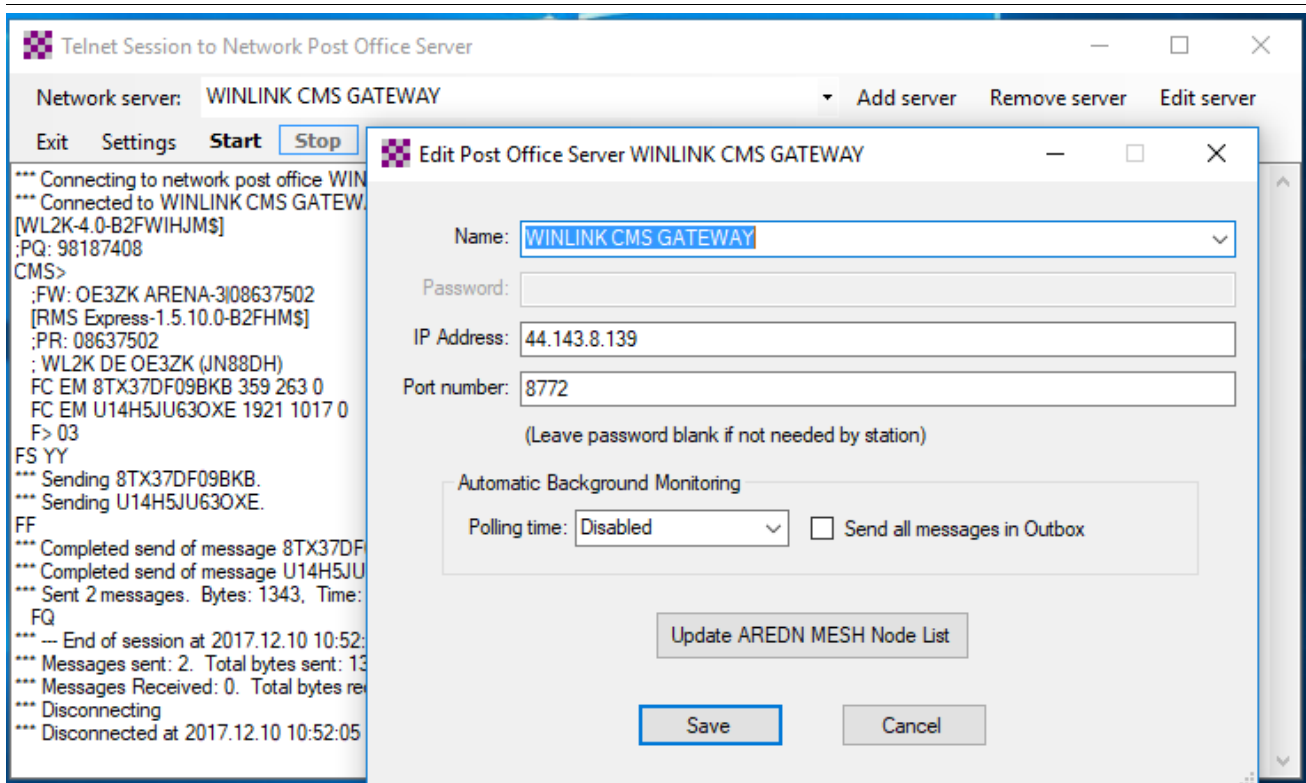 Telnet Session to Network Post Office Server
Network server: WINLINK CMS GATEWAY Add server Remove server Edit server
Exit Settings Start Stop
*** Connecting to network post office WIN
*** Connected to WINLINK CMS GATEWA
[WL2K-4.0-B2FWIHJM$]
;PQ: 98187408
CMS>
;FW: OE3ZK ARENA-3|08637502
[RMS Express-1.5.10.0-B2FHM$]
;PR: 08637502
; WL2K DE OE3ZK (JN88DH)
FC EM 8TX37DF09BKB 359 263 0
FC EM U14H5JU63OXE 1921 1017 0
F> 03
FS YY
*** Sending 8TX37DF09BKB.
*** Sending U14H5JU63OXE.
FF
*** Completed send of message 8TX37DF
*** Completed send of message U14H5JU
*** Sent 2 messages. Bytes: 1343, Time:
FQ
*** --- End of session at 2017.12.10 10:52:
*** Messages sent: 2. Total bytes sent: 13
*** Messages Received: 0. Total bytes re
*** Disconnecting
*** Disconnected at 2017.12.10 10:52:05
Edit Post Office Server WINLINK CMS GATEWAY
Name: WINLINK CMS GATEWAY
Password:
IP Address: 44.143.8.139
Port number: 8772
(Leave password blank if not needed by station)
Automatic Background Monitoring
Polling time: Disabled Send all messages in Outbox
Update AREDN MESH Node List
Save Cancel